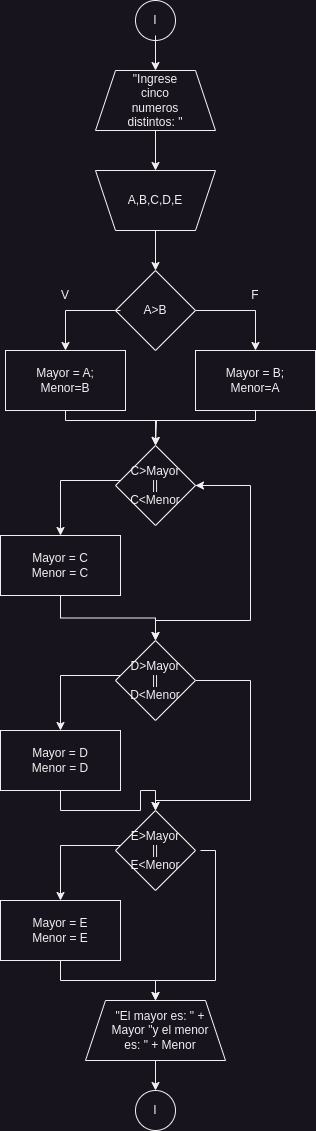 I
"Ingrese
cinco
numeros
distintos: "
A,B,C,D,E
V
F
A>B
Mayor = A;
Menor=B
Mayor = B;
Menor=A
C>Mayor
||
C<Menor
Mayor = C
Menor = C
D>Mayor
||
D<Menor
Mayor = D
Menor = D
E>Mayor
||
E<Menor
Mayor = E
Menor = E
"El mayor es: " +
Mayor "y el menor
es: " + Menor
I